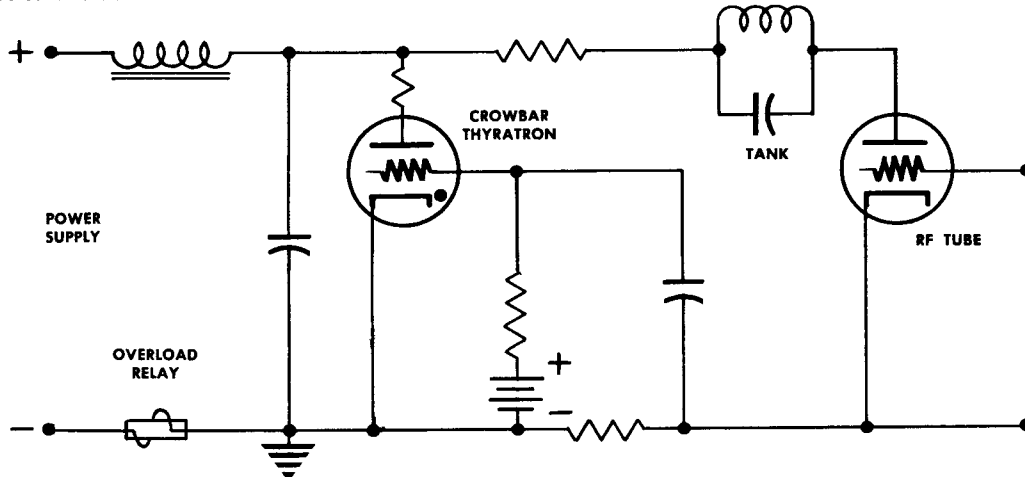 +
CROWBAR
THYRATRON
TANK
POWER
SUPPLY
RF TUBE
OVERLOAD
RELAY
+
−
−